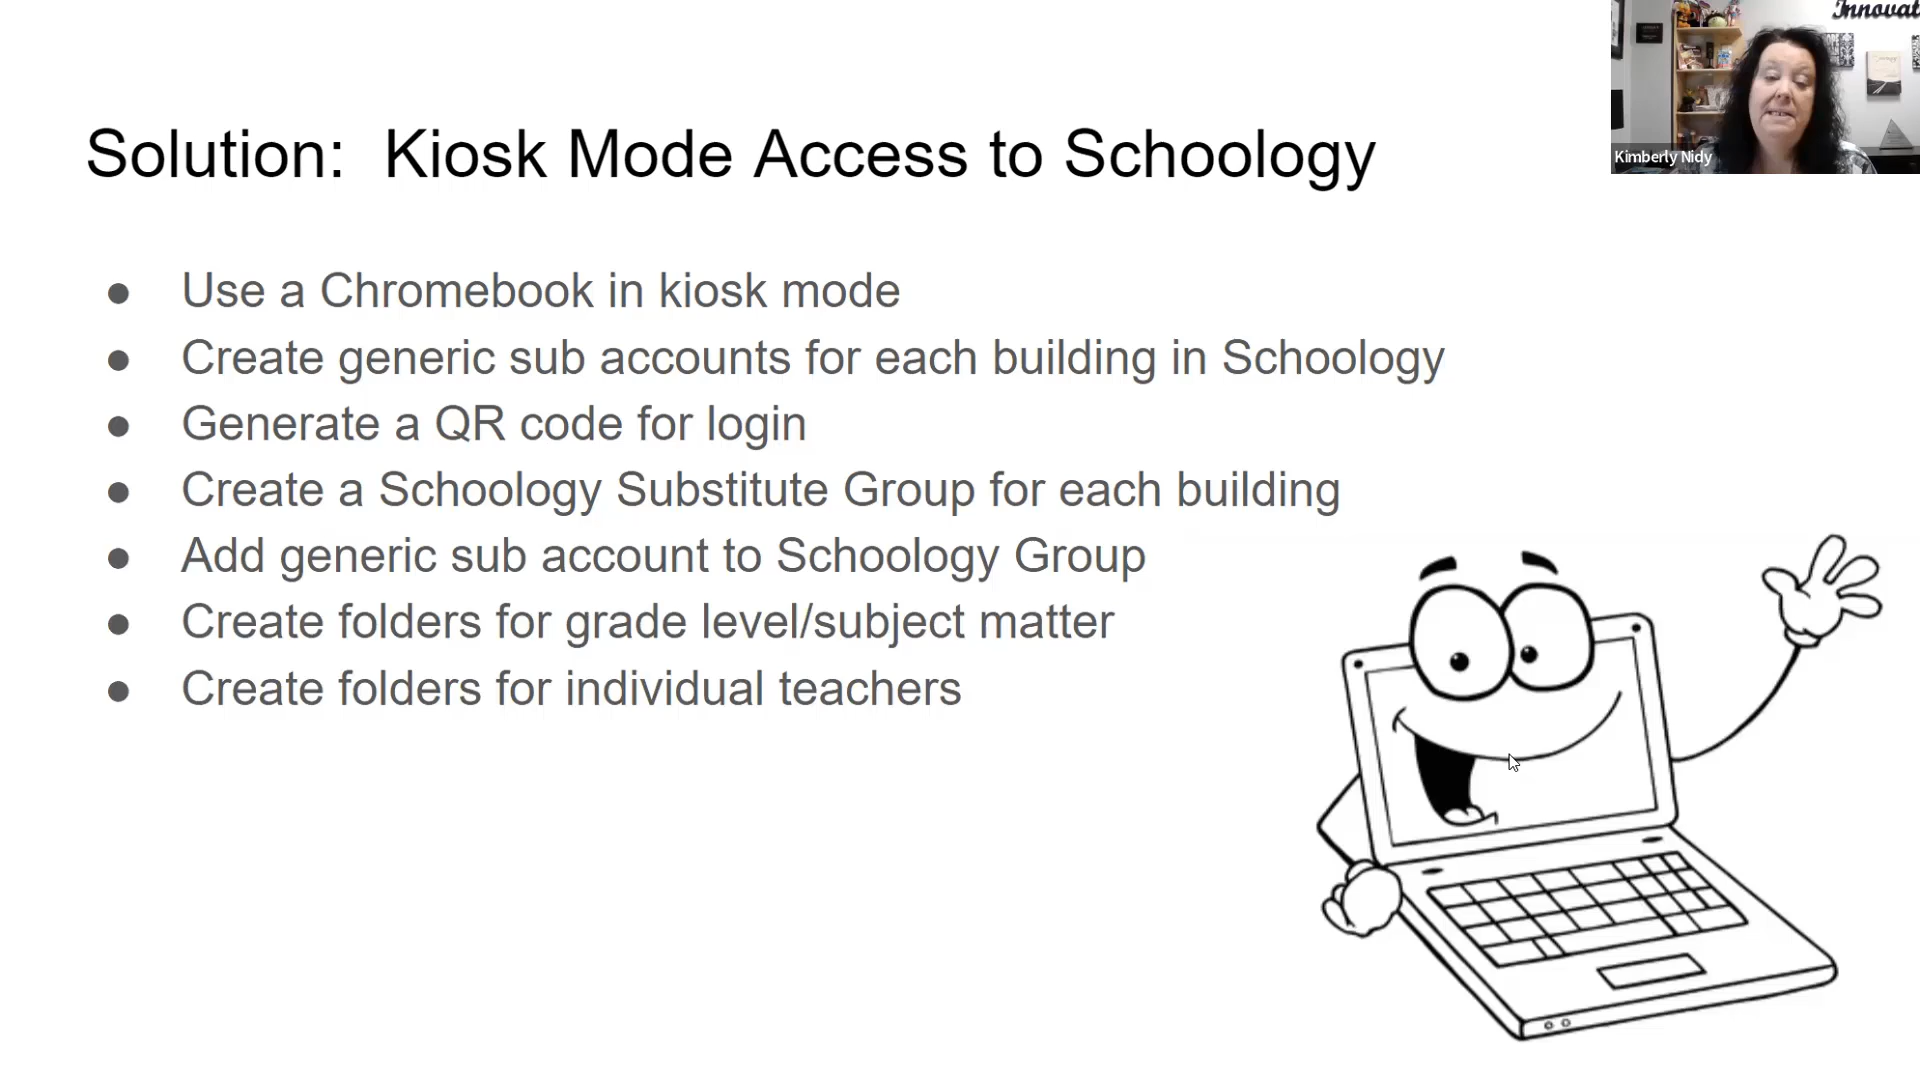 Innovat
Kimberly Nidy
Solution:  Kiosk Mode Access to Schoology
● Use a Chromebook in kiosk mode
● Create generic sub accounts for each building in Schoology
● Generate a QR code for login
● Create a Schoology Substitute Group for each building
● Add generic sub account to Schoology Group
● Create folders for grade level/subject matter
● Create folders for individual teachers